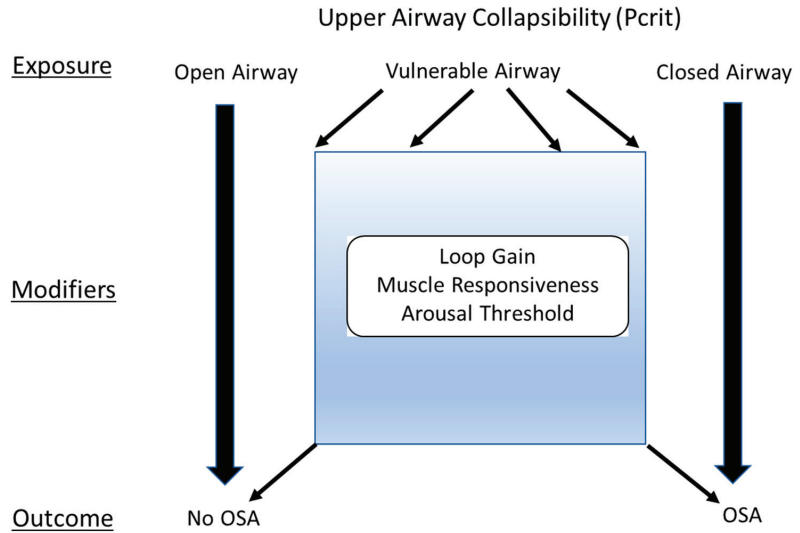 Upper Airway Collapsibility (Pcrit)
Exposure
Open Airway
Vulnerable Airway
Closed Airway
Modifiers
Loop Gain
Muscle Responsiveness
Arousal Threshold
Outcome
No OSA
OSA